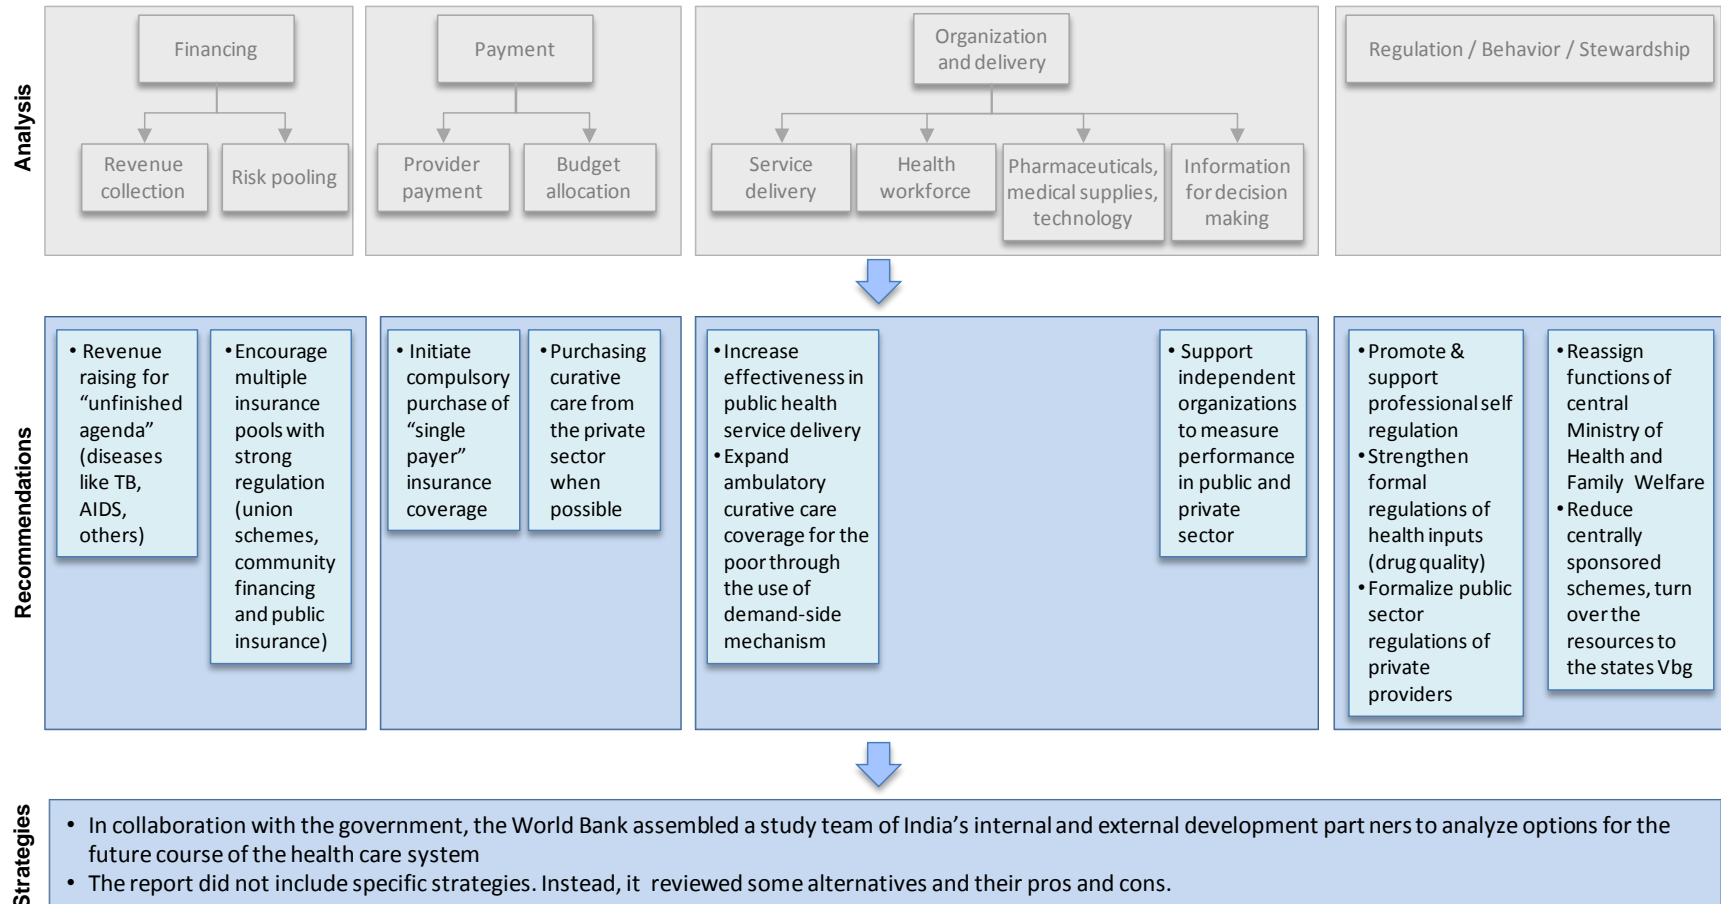 Analysis
Financing
Revenue
collection
Risk pooling
Payment
Provider
payment
Budget
allocation
Organization
and delivery
Service
delivery
Health
workforce
Pharmaceuticals,
medical supplies,
technology
Information
for decision
making
Regulation / Behavior / Stewardship
Recommendations
• Revenue
raising for
“unfinished
agenda”
(diseases
like TB,
AIDS,
others)
• Encourage
multiple
insurance
pools with
strong
regulation
(union
schemes,
community
financing
and public
insurance)
• Initiate
compulsory
purchase of
“single
payer”
insurance
coverage
• Purchasing
curative
care from
the private
sector
when
possible
• Increase
effectiveness in
public health
service delivery
• Expand
ambulatory
curative care
coverage for the
poor through
the use of
demand-side
mechanism
• Support
independent
organizations
to measure
performance
in public and
private
sector
• Promote &
support
professional self
regulation
• Strengthen
formal
regulations of
health inputs
(drug quality)
• Formalize public
sector
regulations of
private
providers
• Reassign
functions of
central
Ministry of
Health and
Family Welfare
• Reduce
centrally
sponsored
schemes, turn
over the
resources to
the states Vbg
Strategies
• In collaboration with the government, the World Bank assembled a study team of India’s internal and external development part ners to analyze options for the
future course of the health care system
• The report did not include specific strategies. Instead, it reviewed some alternatives and their pros and cons.